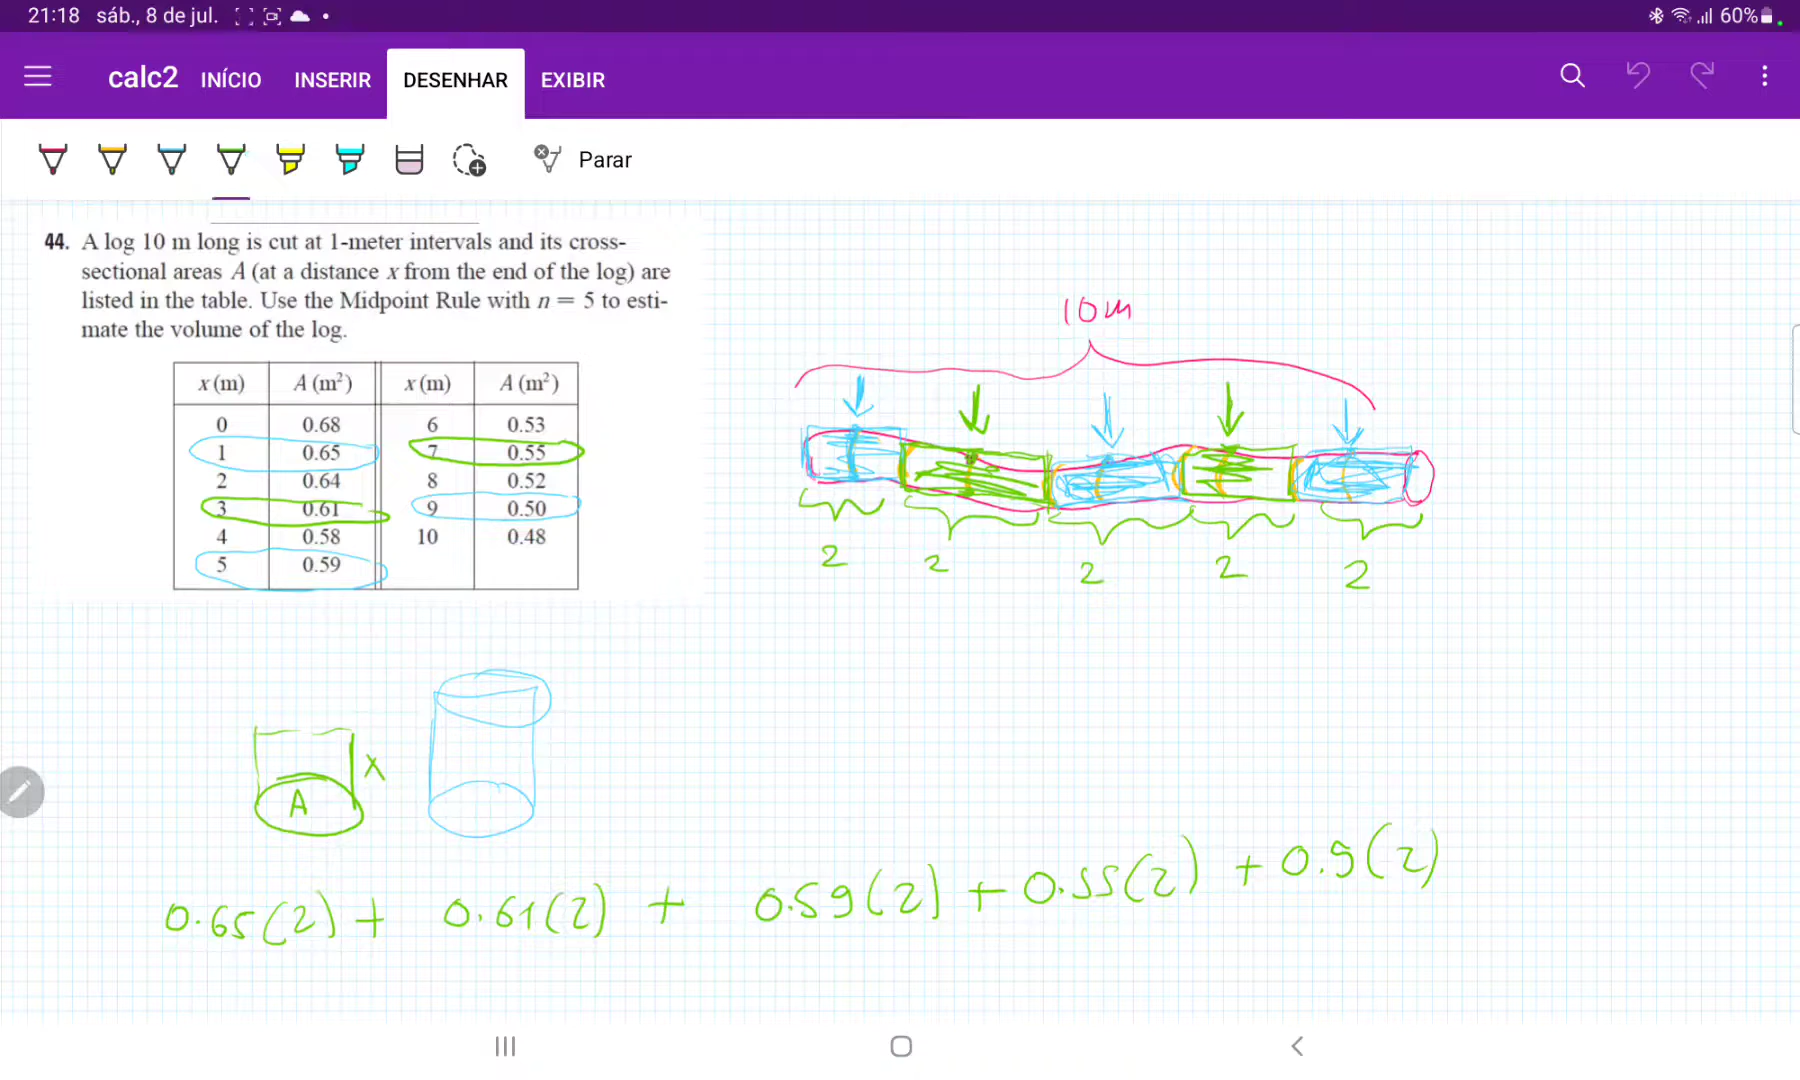 21:18 sáb., 8 de jul.
60%
calc2 INÍCIO INSERIR DESENHAR EXIBIR
Parar
44. A log 10 m long is cut at 1-meter intervals and its cross-
sectional areas A (at a distance x from the end of the log) are
listed in the table. Use the Midpoint Rule with n = 5 to esti-
mate the volume of the log.
x (m) A (m²) x (m) A (m²)
0 0.68 6 0.53
1 0.65 7 0.55
2 0.64 8 0.52
3 0.61 9 0.50
4 0.58 10 0.48
5 0.59
10m
2 2 2 2 2
A x
0.65(2) + 0.61(2) + 0.59(2) + 0.55(2) + 0.5(2)